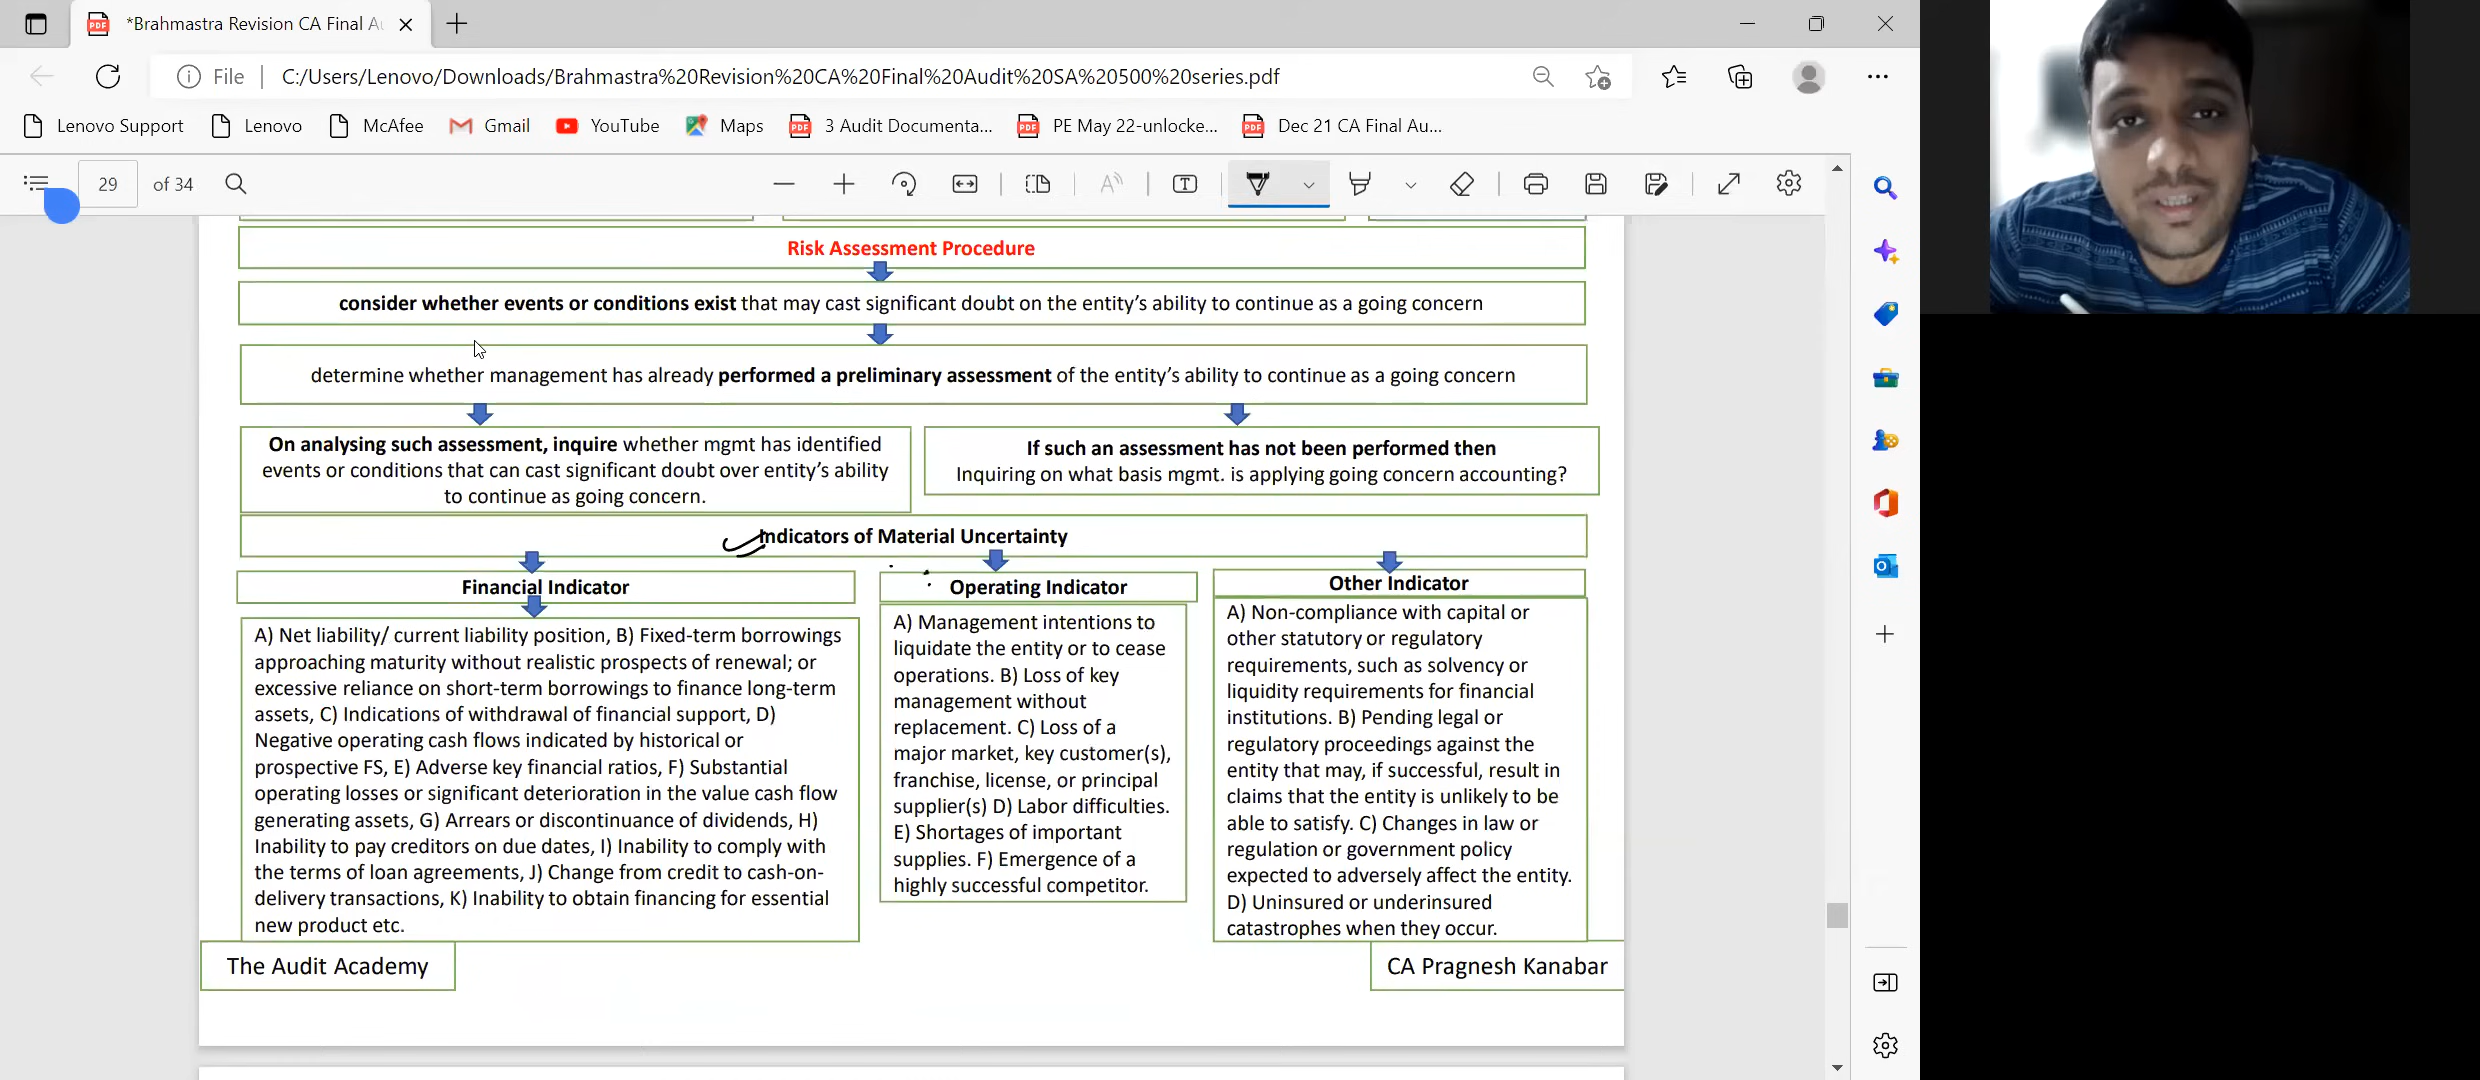 *Brahmastra Revision CA Final Au
File
C:/Users/Lenovo/Downloads/Brahmastra%20Revision%20CA%20Final%20Audit%20SA%20500%20series.pdf
Lenovo Support
Lenovo
McAfee
Gmail
YouTube
Maps
3 Audit Documenta...
PE May 22-unlocke...
Dec 21 CA Final Au...
29
of 34
Risk Assessment Procedure
consider whether events or conditions exist that may cast significant doubt on the entity’s ability to continue as a going concern
determine whether management has already performed a preliminary assessment of the entity’s ability to continue as a going concern
On analysing such assessment, inquire whether mgmt has identified
events or conditions that can cast significant doubt over entity’s ability
to continue as going concern.
If such an assessment has not been performed then
Inquiring on what basis mgmt. is applying going concern accounting?
Indicators of Material Uncertainty
Financial Indicator
A) Net liability/ current liability position, B) Fixed-term borrowings
approaching maturity without realistic prospects of renewal; or
excessive reliance on short-term borrowings to finance long-term
assets, C) Indications of withdrawal of financial support, D)
Negative operating cash flows indicated by historical or
prospective FS, E) Adverse key financial ratios, F) Substantial
operating losses or significant deterioration in the value cash flow
generating assets, G) Arrears or discontinuance of dividends, H)
Inability to pay creditors on due dates, I) Inability to comply with
the terms of loan agreements, J) Change from credit to cash-on-
delivery transactions, K) Inability to obtain financing for essential
new product etc.
Operating Indicator
A) Management intentions to
liquidate the entity or to cease
operations. B) Loss of key
management without
replacement. C) Loss of a
major market, key customer(s),
franchise, license, or principal
supplier(s) D) Labor difficulties.
E) Shortages of important
supplies. F) Emergence of a
highly successful competitor.
Other Indicator
A) Non-compliance with capital or
other statutory or regulatory
requirements, such as solvency or
liquidity requirements for financial
institutions. B) Pending legal or
regulatory proceedings against the
entity that may, if successful, result in
claims that the entity is unlikely to be
able to satisfy. C) Changes in law or
regulation or government policy
expected to adversely affect the entity.
D) Uninsured or underinsured
catastrophes when they occur.
The Audit Academy
CA Pragnesh Kanabar